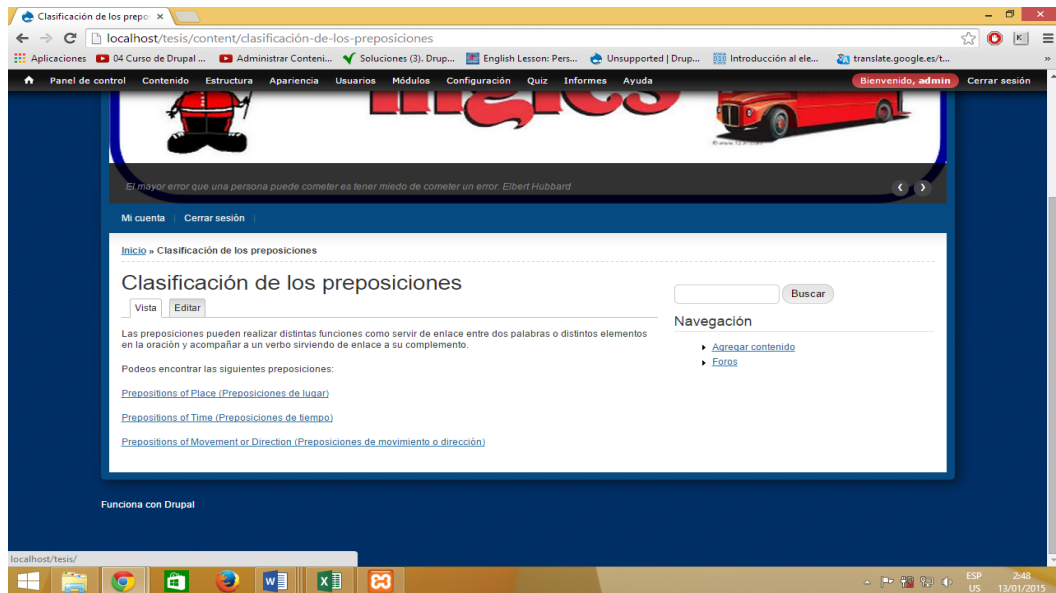 Clasificación de los prepo:
localhost/tesis/content/clasificación-de-las-preposiciones
Aplicaciones 04 Curso de Drupal ... Administrar Conteni... Soluciones (3). Drup... English Lesson: Pers... Unsupported | Drup... Introducción al ele... translate.google.es/t... »
Panel de control Contenido Estructura Apariencia Usuarios Módulos Configuración Quiz Informes Ayuda Bienvenido, admin Cerrar sesión
Inglés
El mayor error que una persona puede cometer es tener miedo de cometer un error. Elbert Hubbard
Mi cuenta | Cerrar sesión |
Inicio » Clasificación de los preposiciones
Clasificación de los preposiciones
Buscar
Vista Editar
Navegación
Las preposiciones pueden realizar distintas funciones como servir de enlace entre dos palabras o distintos elementos
en la oración y acompañar a un verbo sirviendo de enlace a su complemento.
Agregar contenido
Foros
Podeos encontrar las siguientes preposiciones:
Prepositions of Place (Preposiciones de lugar)
Prepositions of Time (Preposiciones de tiempo)
Prepositions of Movement or Direction (Preposiciones de movimiento o dirección)
Funciona con Drupal
localhost/tesis/
ESP 2:48
US 13/01/2015